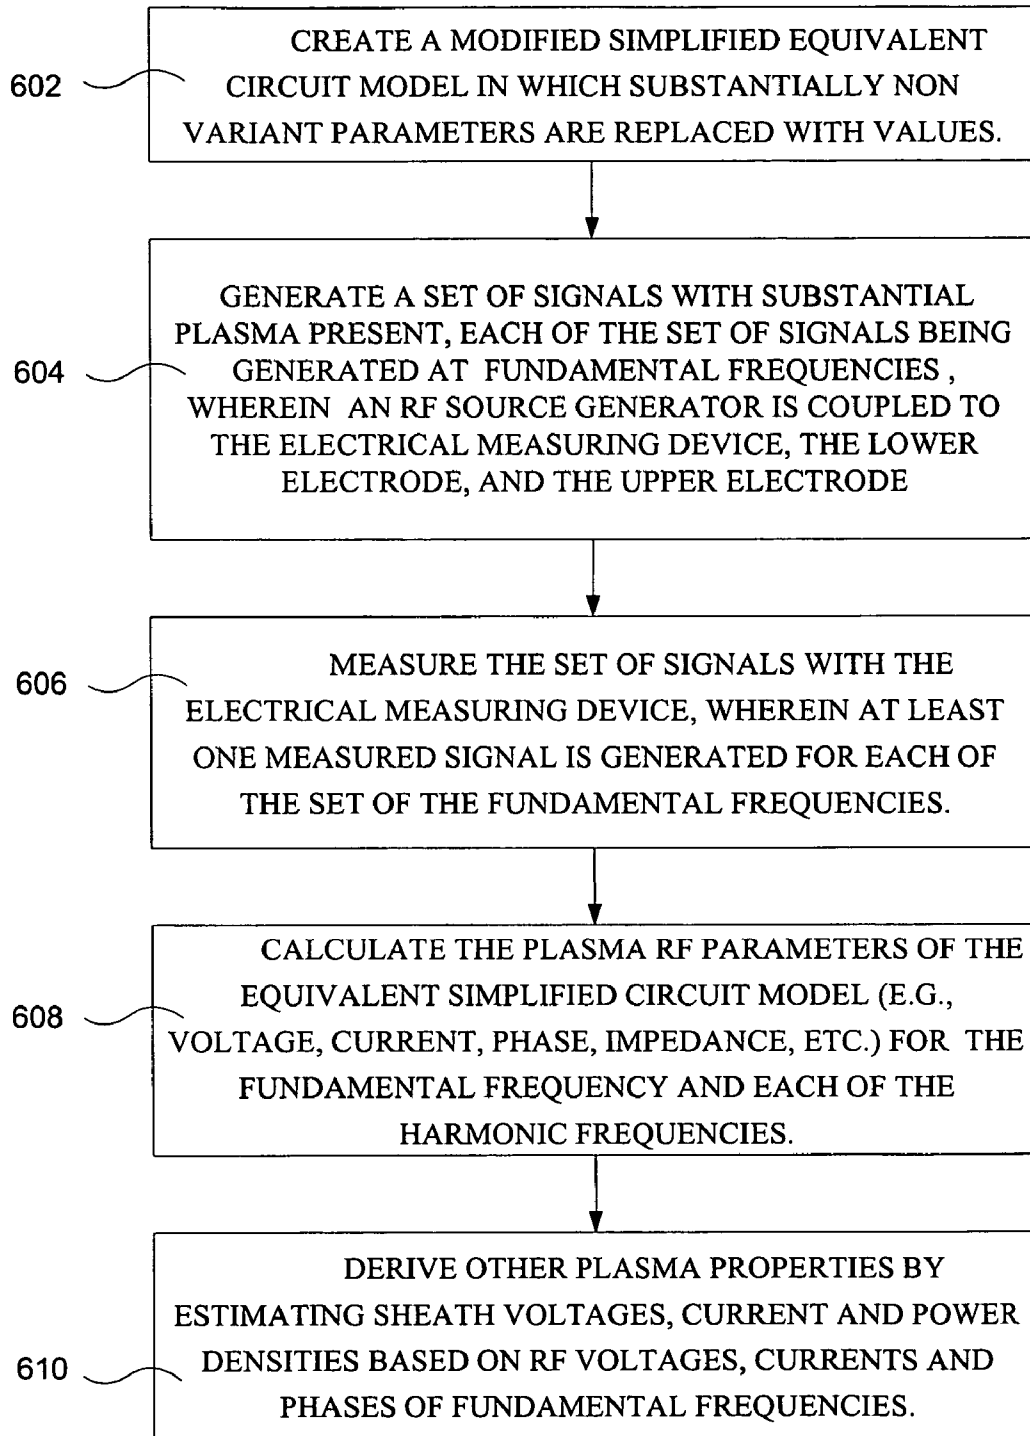 602
CREATE A MODIFIED SIMPLIFIED EQUIVALENT
CIRCUIT MODEL IN WHICH SUBSTANTIALLY NON
VARIANT PARAMETERS ARE REPLACED WITH VALUES.
604
GENERATE A SET OF SIGNALS WITH SUBSTANTIAL
PLASMA PRESENT, EACH OF THE SET OF SIGNALS BEING
GENERATED AT FUNDAMENTAL FREQUENCIES ,
WHEREIN AN RF SOURCE GENERATOR IS COUPLED TO
THE ELECTRICAL MEASURING DEVICE, THE LOWER
ELECTRODE, AND THE UPPER ELECTRODE
606
MEASURE THE SET OF SIGNALS WITH THE
ELECTRICAL MEASURING DEVICE, WHEREIN AT LEAST
ONE MEASURED SIGNAL IS GENERATED FOR EACH OF
THE SET OF THE FUNDAMENTAL FREQUENCIES.
608
CALCULATE THE PLASMA RF PARAMETERS OF THE
EQUIVALENT SIMPLIFIED CIRCUIT MODEL (E.G.,
VOLTAGE, CURRENT, PHASE, IMPEDANCE, ETC.) FOR THE
FUNDAMENTAL FREQUENCY AND EACH OF THE
HARMONIC FREQUENCIES.
610
DERIVE OTHER PLASMA PROPERTIES BY
ESTIMATING SHEATH VOLTAGES, CURRENT AND POWER
DENSITIES BASED ON RF VOLTAGES, CURRENTS AND
PHASES OF FUNDAMENTAL FREQUENCIES.